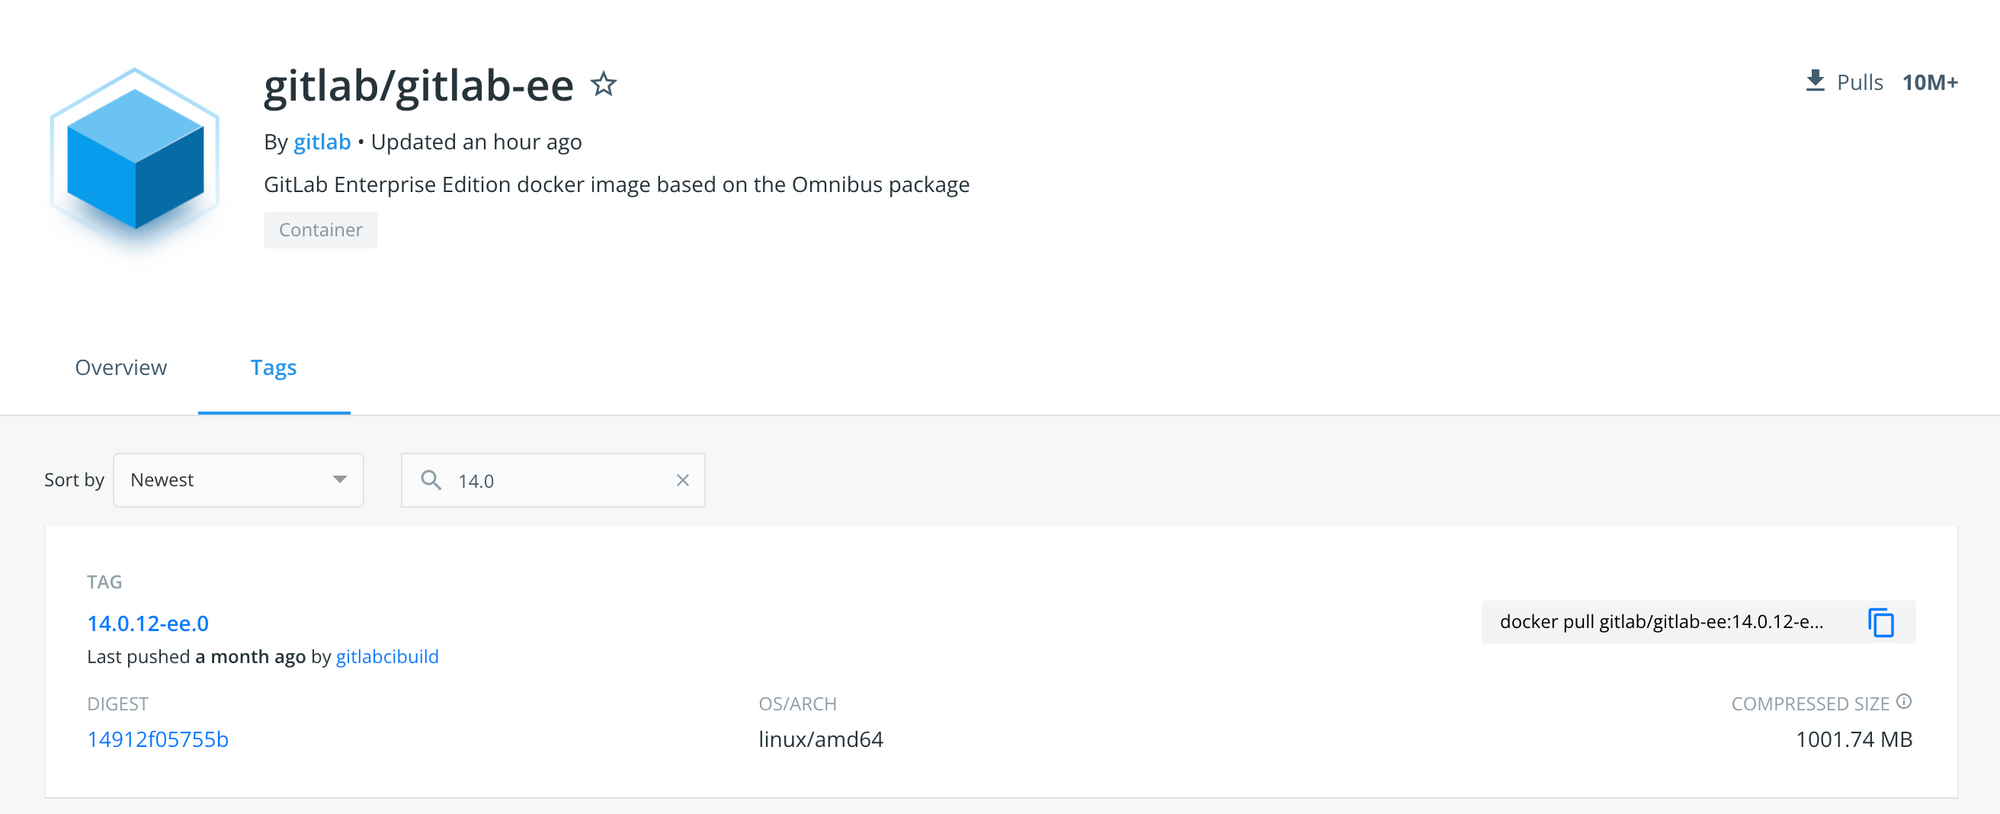 gitlab/gitlab-ee
Pulls 10M+
By gitlab • Updated an hour ago
GitLab Enterprise Edition docker image based on the Omnibus package
Container
Overview Tags
Sort by Newest 14.0
TAG
14.0.12-ee.0
docker pull gitlab/gitlab-ee:14.0.12-e...
Last pushed a month ago by gitlabcibuild
DIGEST OS/ARCH COMPRESSED SIZE
14912f05755b linux/amd64 1001.74 MB